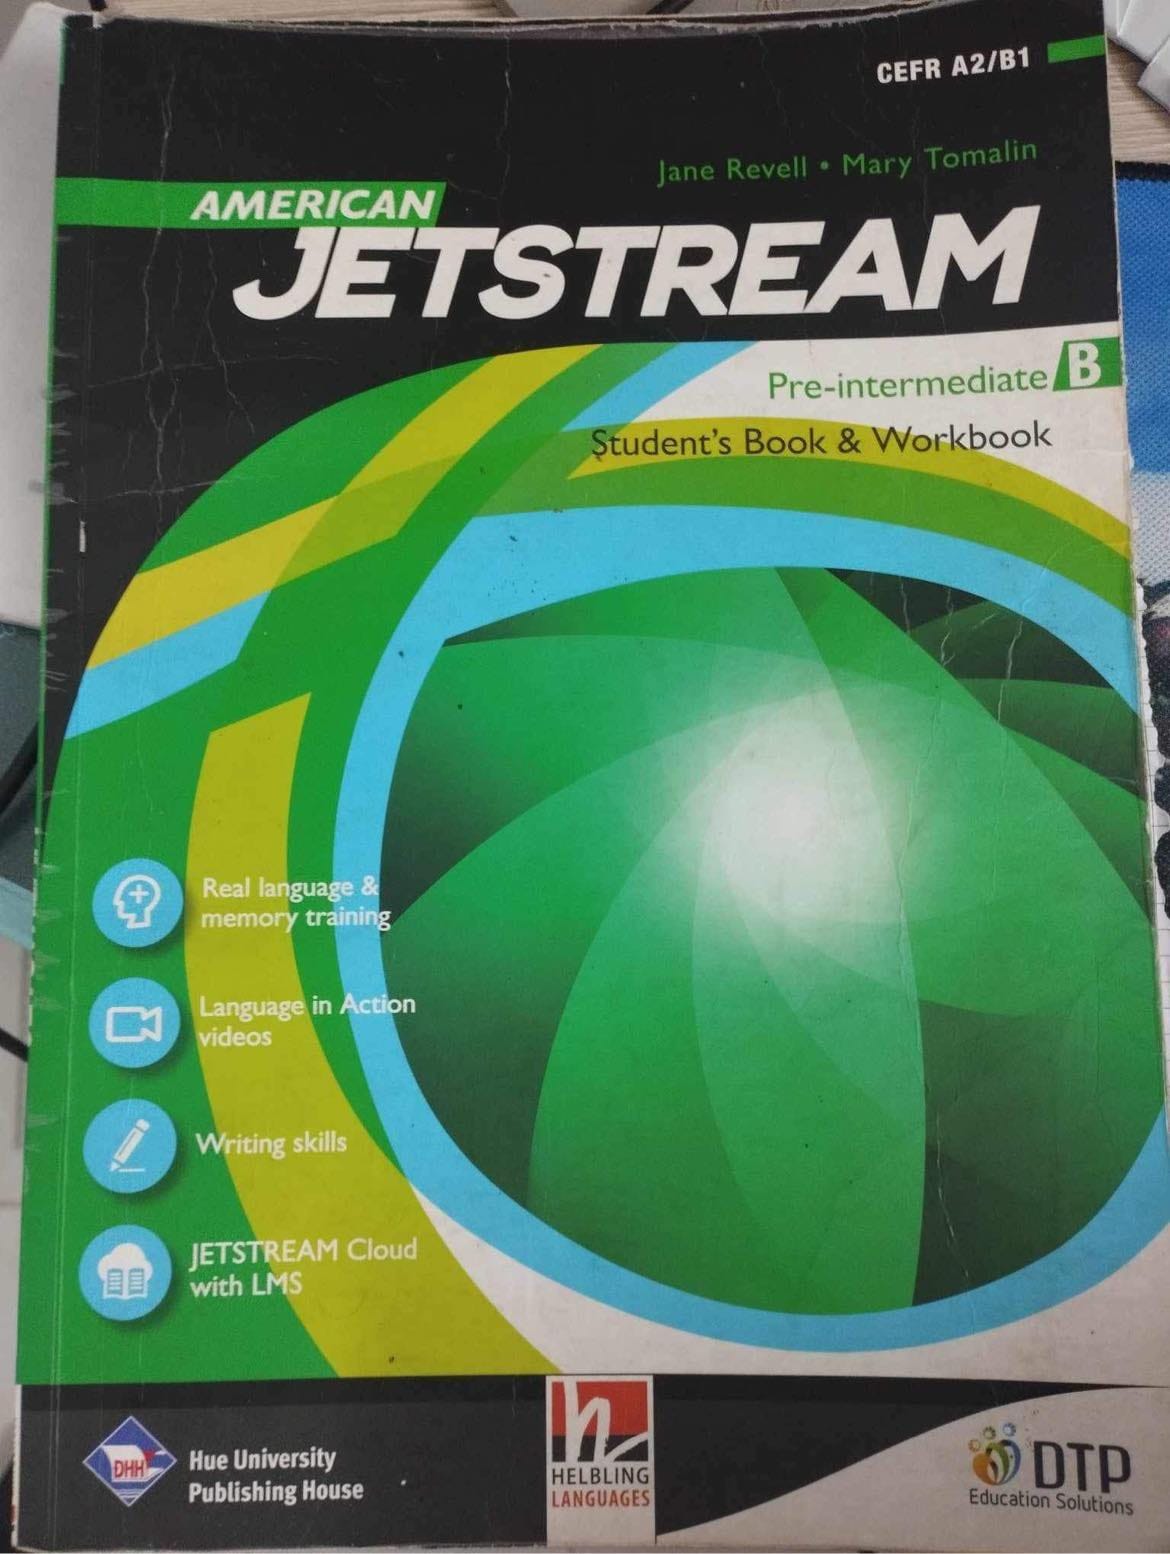 CEFR A2/B1
Jane Revell • Mary Tomalin
AMERICAN
JETSTREAM
Pre-intermediate B
Student's Book & Workbook
Real language &
memory training
Language in Action
videos
Writing skills
JETSTREAM Cloud
with LMS
DHH
Hue University
Publishing House
h
HELBLING
LANGUAGES
DTP
Education Solutions